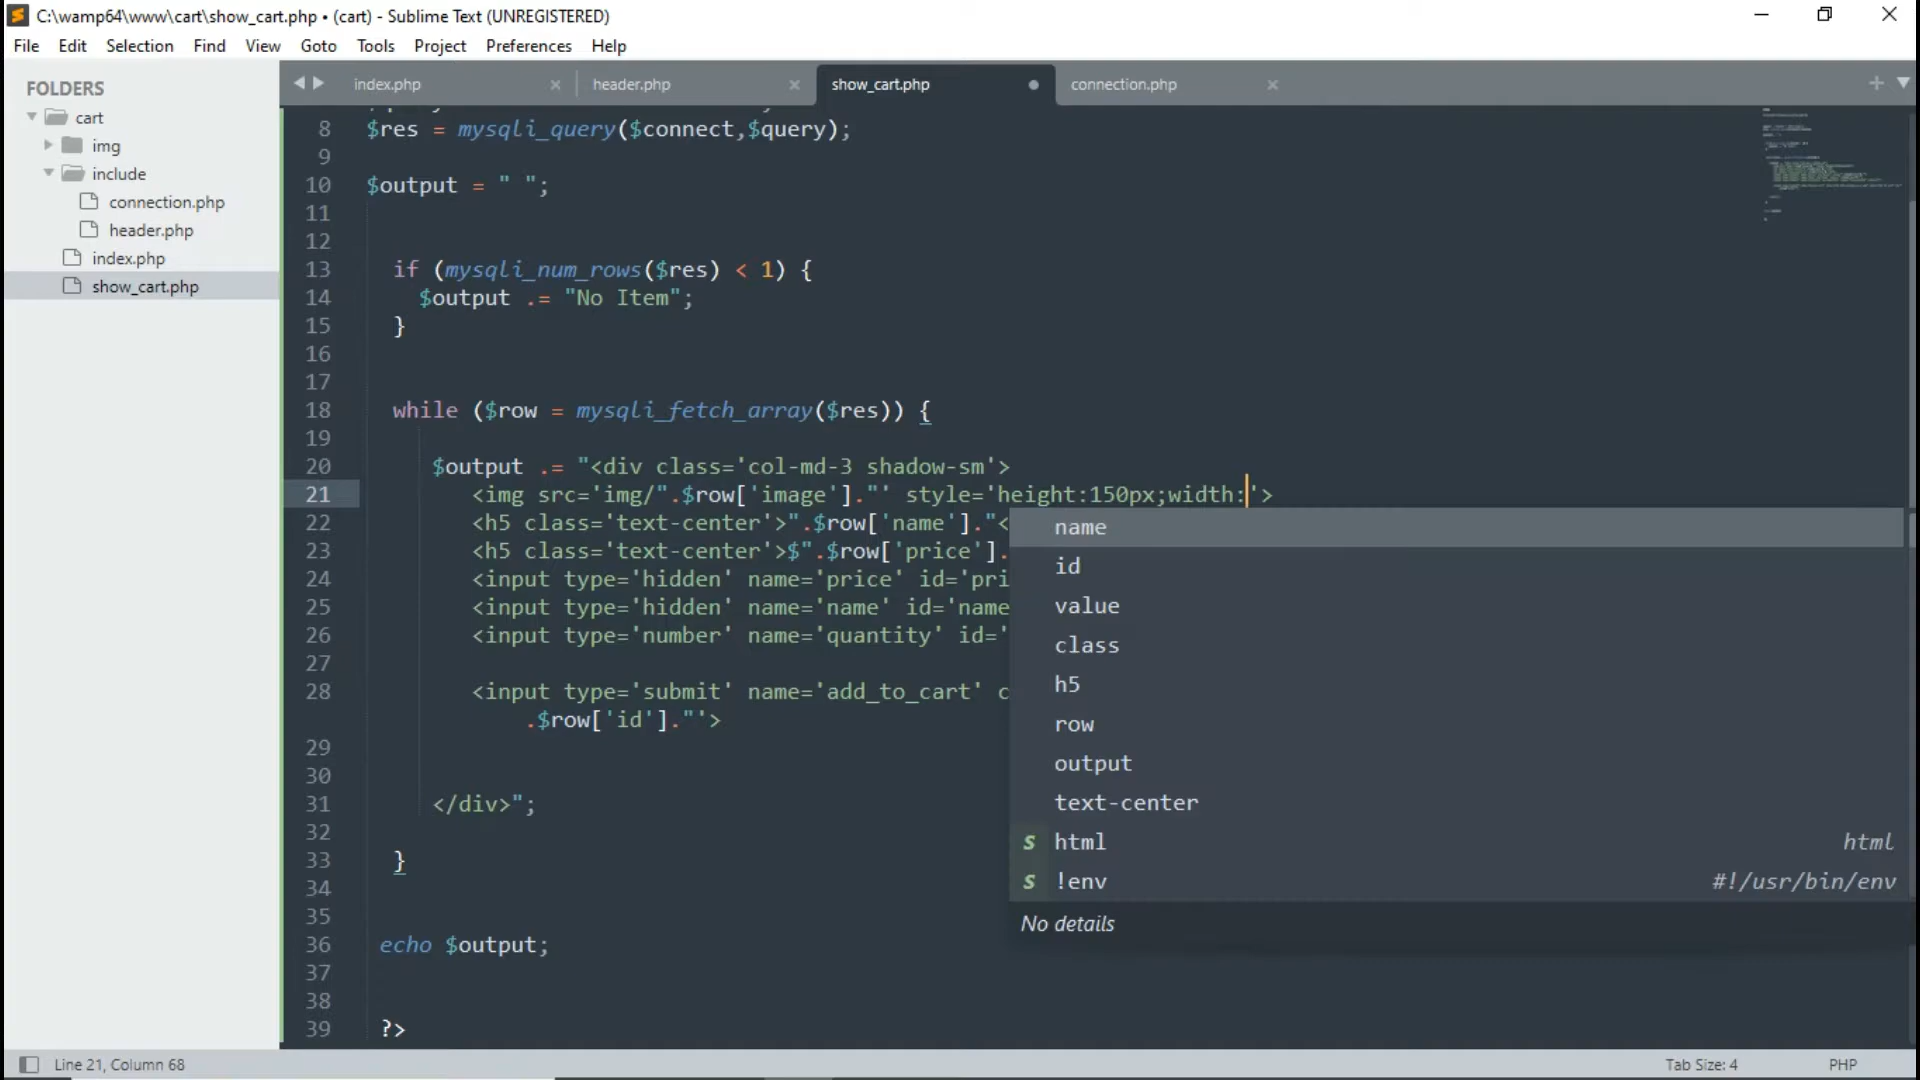 C:\wamp64\www\cart\show_cart.php • (cart) - Sublime Text (UNREGISTERED)
File Edit Selection Find View Goto Tools Project Preferences Help
FOLDERS
cart
img
include
connection.php
header.php
index.php
show_cart.php
index.php header.php show_cart.php connection.php
8 $res = mysqli_query($connect,$query);
9
10 $output = " ";
11
12
13 if (mysqli_num_rows($res) < 1) {
14 $output .= "No Item";
15 }
16
17
18 while ($row = mysqli_fetch_array($res)) {
19
20 $output .= "<div class='col-md-3 shadow-sm'>
21 <img src='img/".$row['image']."' style='height:150px;width:'>
22 <h5 class='text-center'>".$row['name']."<
23 <h5 class='text-center'>$".$row['price'].
24 <input type='hidden' name='price' id='pri
25 <input type='hidden' name='name' id='name
26 <input type='number' name='quantity' id='
27
28 <input type='submit' name='add_to_cart' c
.$row['id']."'>
29
30
31 </div>";
32
33 }
34
35
36 echo $output;
37
38
39 ?>
name
id
value
class
h5
row
output
text-center
s html html
s !env #!/usr/bin/env
No details
Line 21, Column 68 Tab Size: 4 PHP